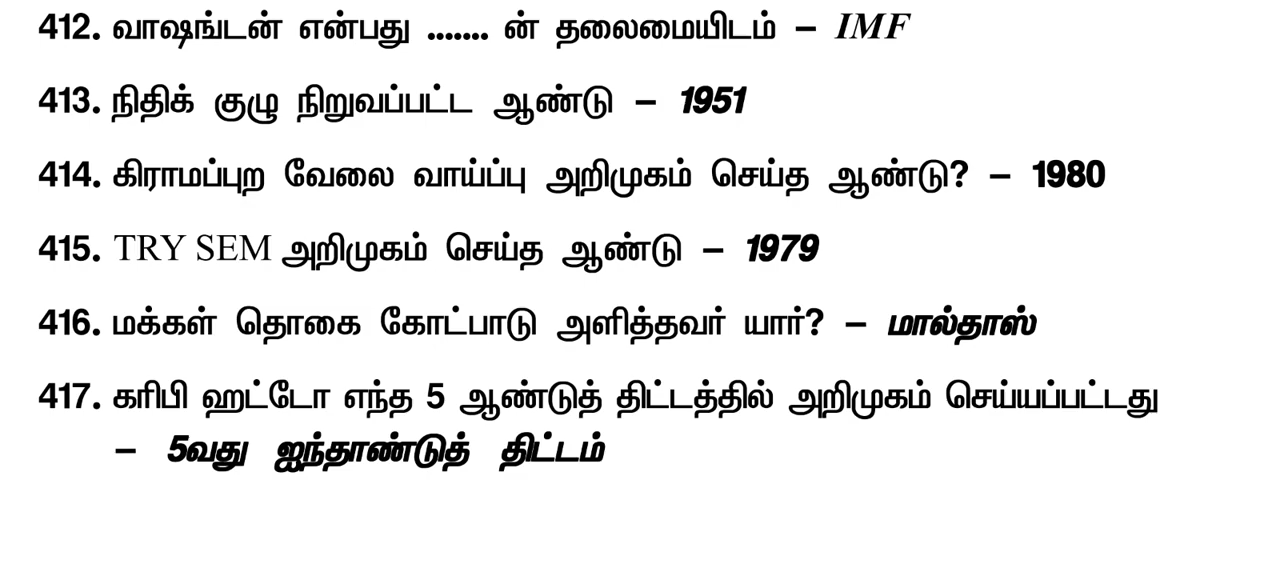 412. வாஷங்டன் என்பது ....... ன் தலைமையிடம் – IMF
413. நிதிக் குழு நிறுவப்பட்ட ஆண்டு – 1951
414. கிராமப்புற வேலை வாய்ப்பு அறிமுகம் செய்த ஆண்டு? – 1980
415. TRY SEM அறிமுகம் செய்த ஆண்டு – 1979
416. மக்கள் தொகை கோட்பாடு அளித்தவர் யார்? – மால்தாஸ்
417. கரிபி ஹட்டோ எந்த 5 ஆண்டுத் திட்டத்தில் அறிமுகம் செய்யப்பட்டது
– 5வது ஐந்தாண்டுத் திட்டம்